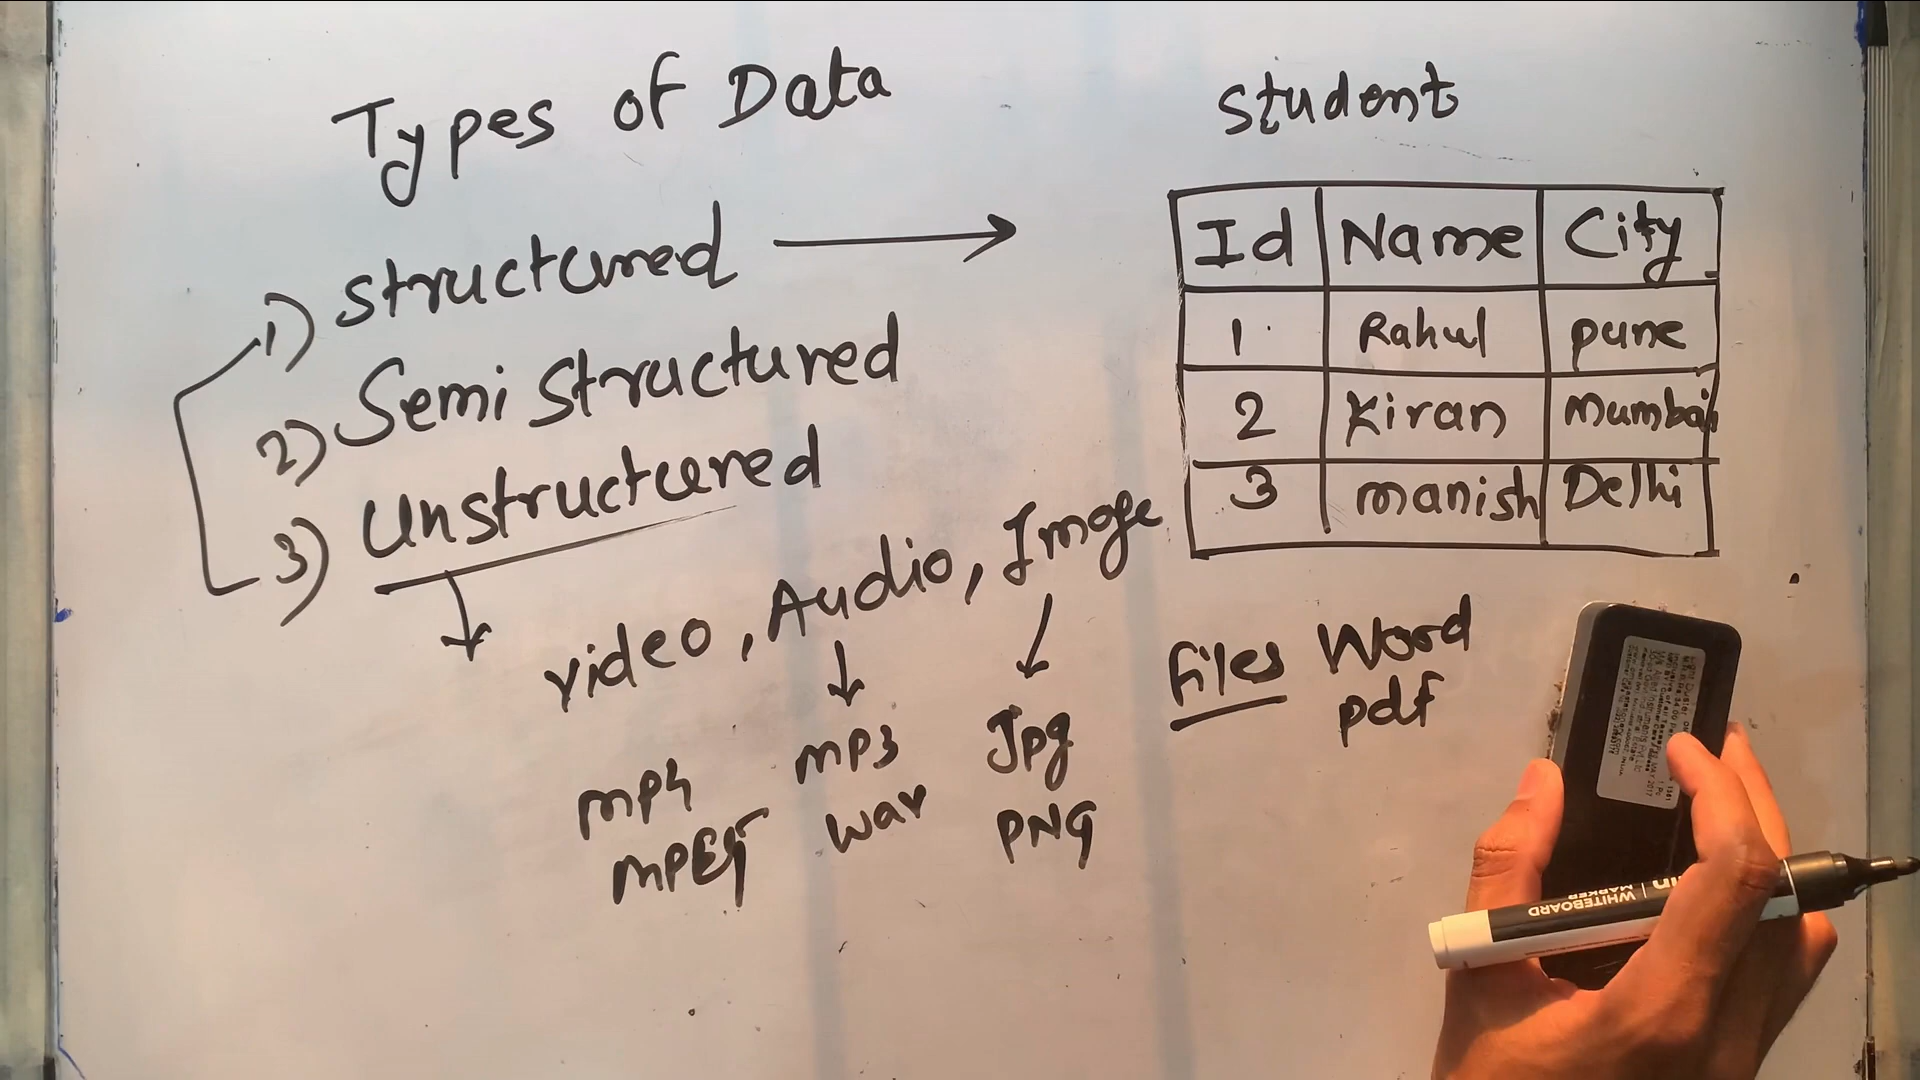 Types of Data
1) Structured
2) Semi Structured
3) Unstructured
video, Audio, Image
mp4
MPEG
mp3
wav
Jpg
PNG
Files Word
pdf
Student
Id Name City
1 Rahul pune
2 Kiran Mumbai
3 manish Delhi
WHITEBOARD
MARKER